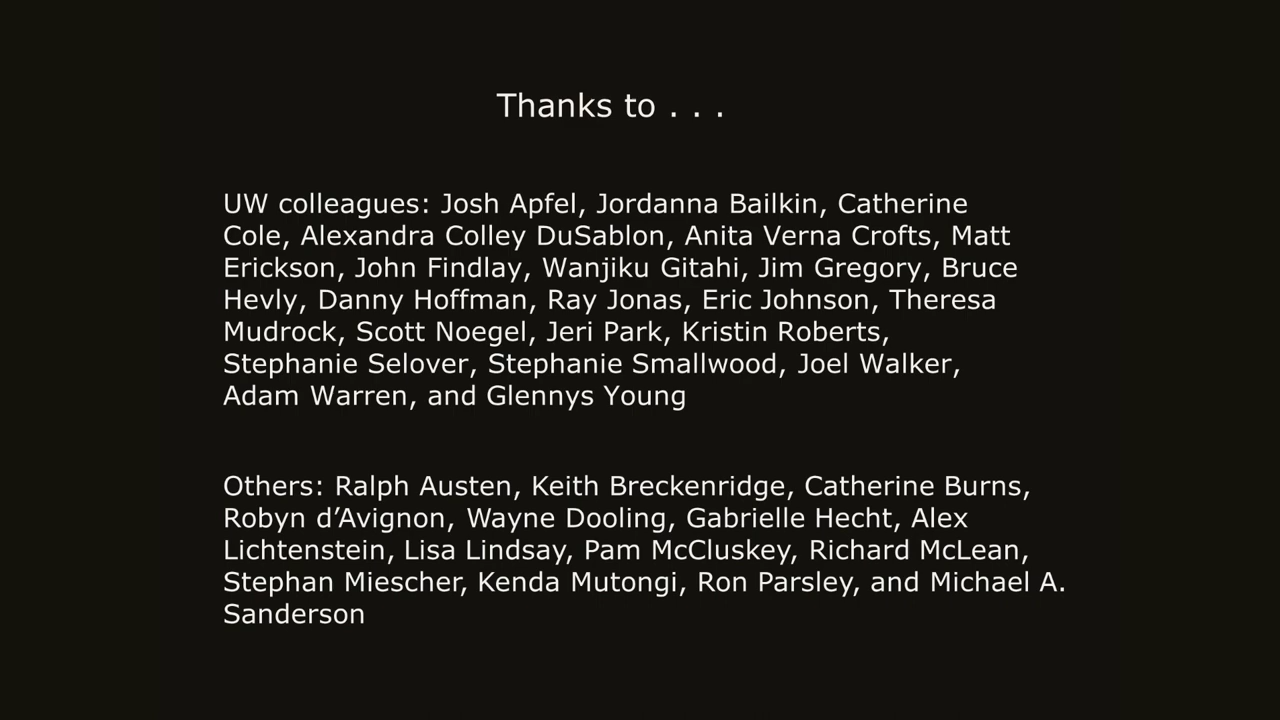 Thanks to . . .
UW colleagues: Josh Apfel, Jordanna Bailkin, Catherine
Cole, Alexandra Colley DuSablon, Anita Verna Crofts, Matt
Erickson, John Findlay, Wanjiku Gitahi, Jim Gregory, Bruce
Hevly, Danny Hoffman, Ray Jonas, Eric Johnson, Theresa
Mudrock, Scott Noegel, Jeri Park, Kristin Roberts,
Stephanie Selover, Stephanie Smallwood, Joel Walker,
Adam Warren, and Glennys Young
Others: Ralph Austen, Keith Breckenridge, Catherine Burns,
Robyn d’Avignon, Wayne Dooling, Gabrielle Hecht, Alex
Lichtenstein, Lisa Lindsay, Pam McCluskey, Richard McLean,
Stephan Miescher, Kenda Mutongi, Ron Parsley, and Michael A.
Sanderson